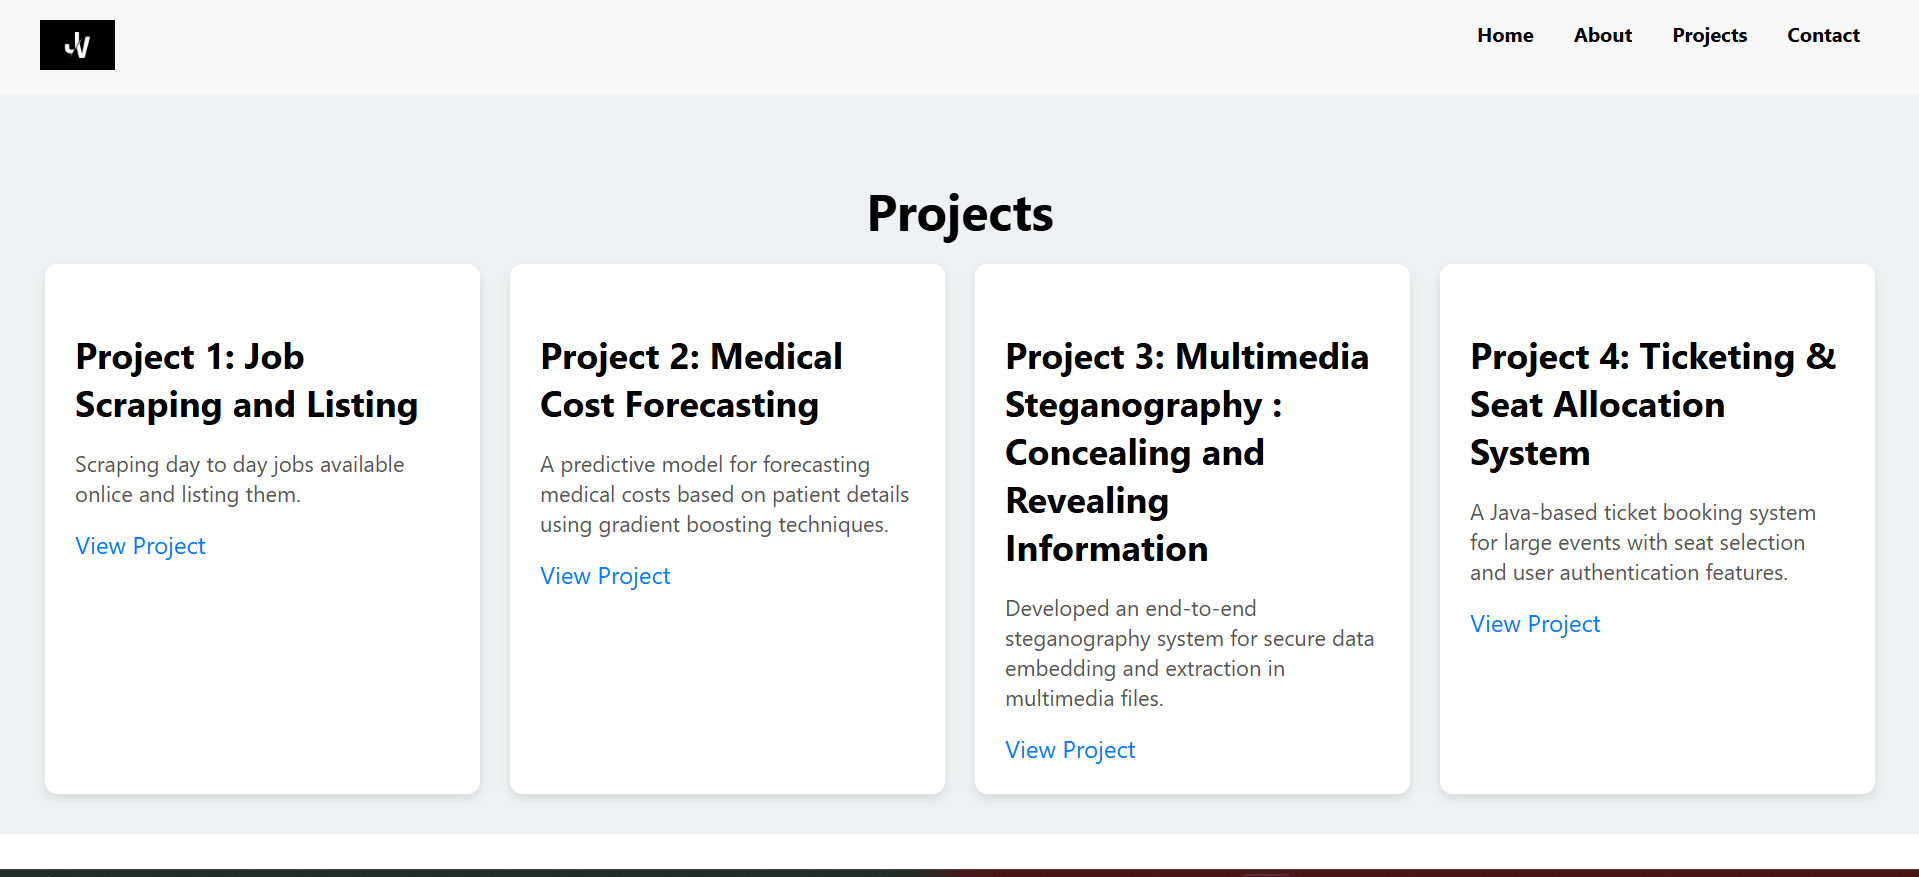 JV
Home
About
Projects
Contact
Projects
Project 1: Job
Scraping and Listing
Scraping day to day jobs available
onlice and listing them.
View Project
Project 2: Medical
Cost Forecasting
A predictive model for forecasting
medical costs based on patient details
using gradient boosting techniques.
View Project
Project 3: Multimedia
Steganography :
Concealing and
Revealing
Information
Developed an end-to-end
steganography system for secure data
embedding and extraction in
multimedia files.
View Project
Project 4: Ticketing &
Seat Allocation
System
A Java-based ticket booking system
for large events with seat selection
and user authentication features.
View Project